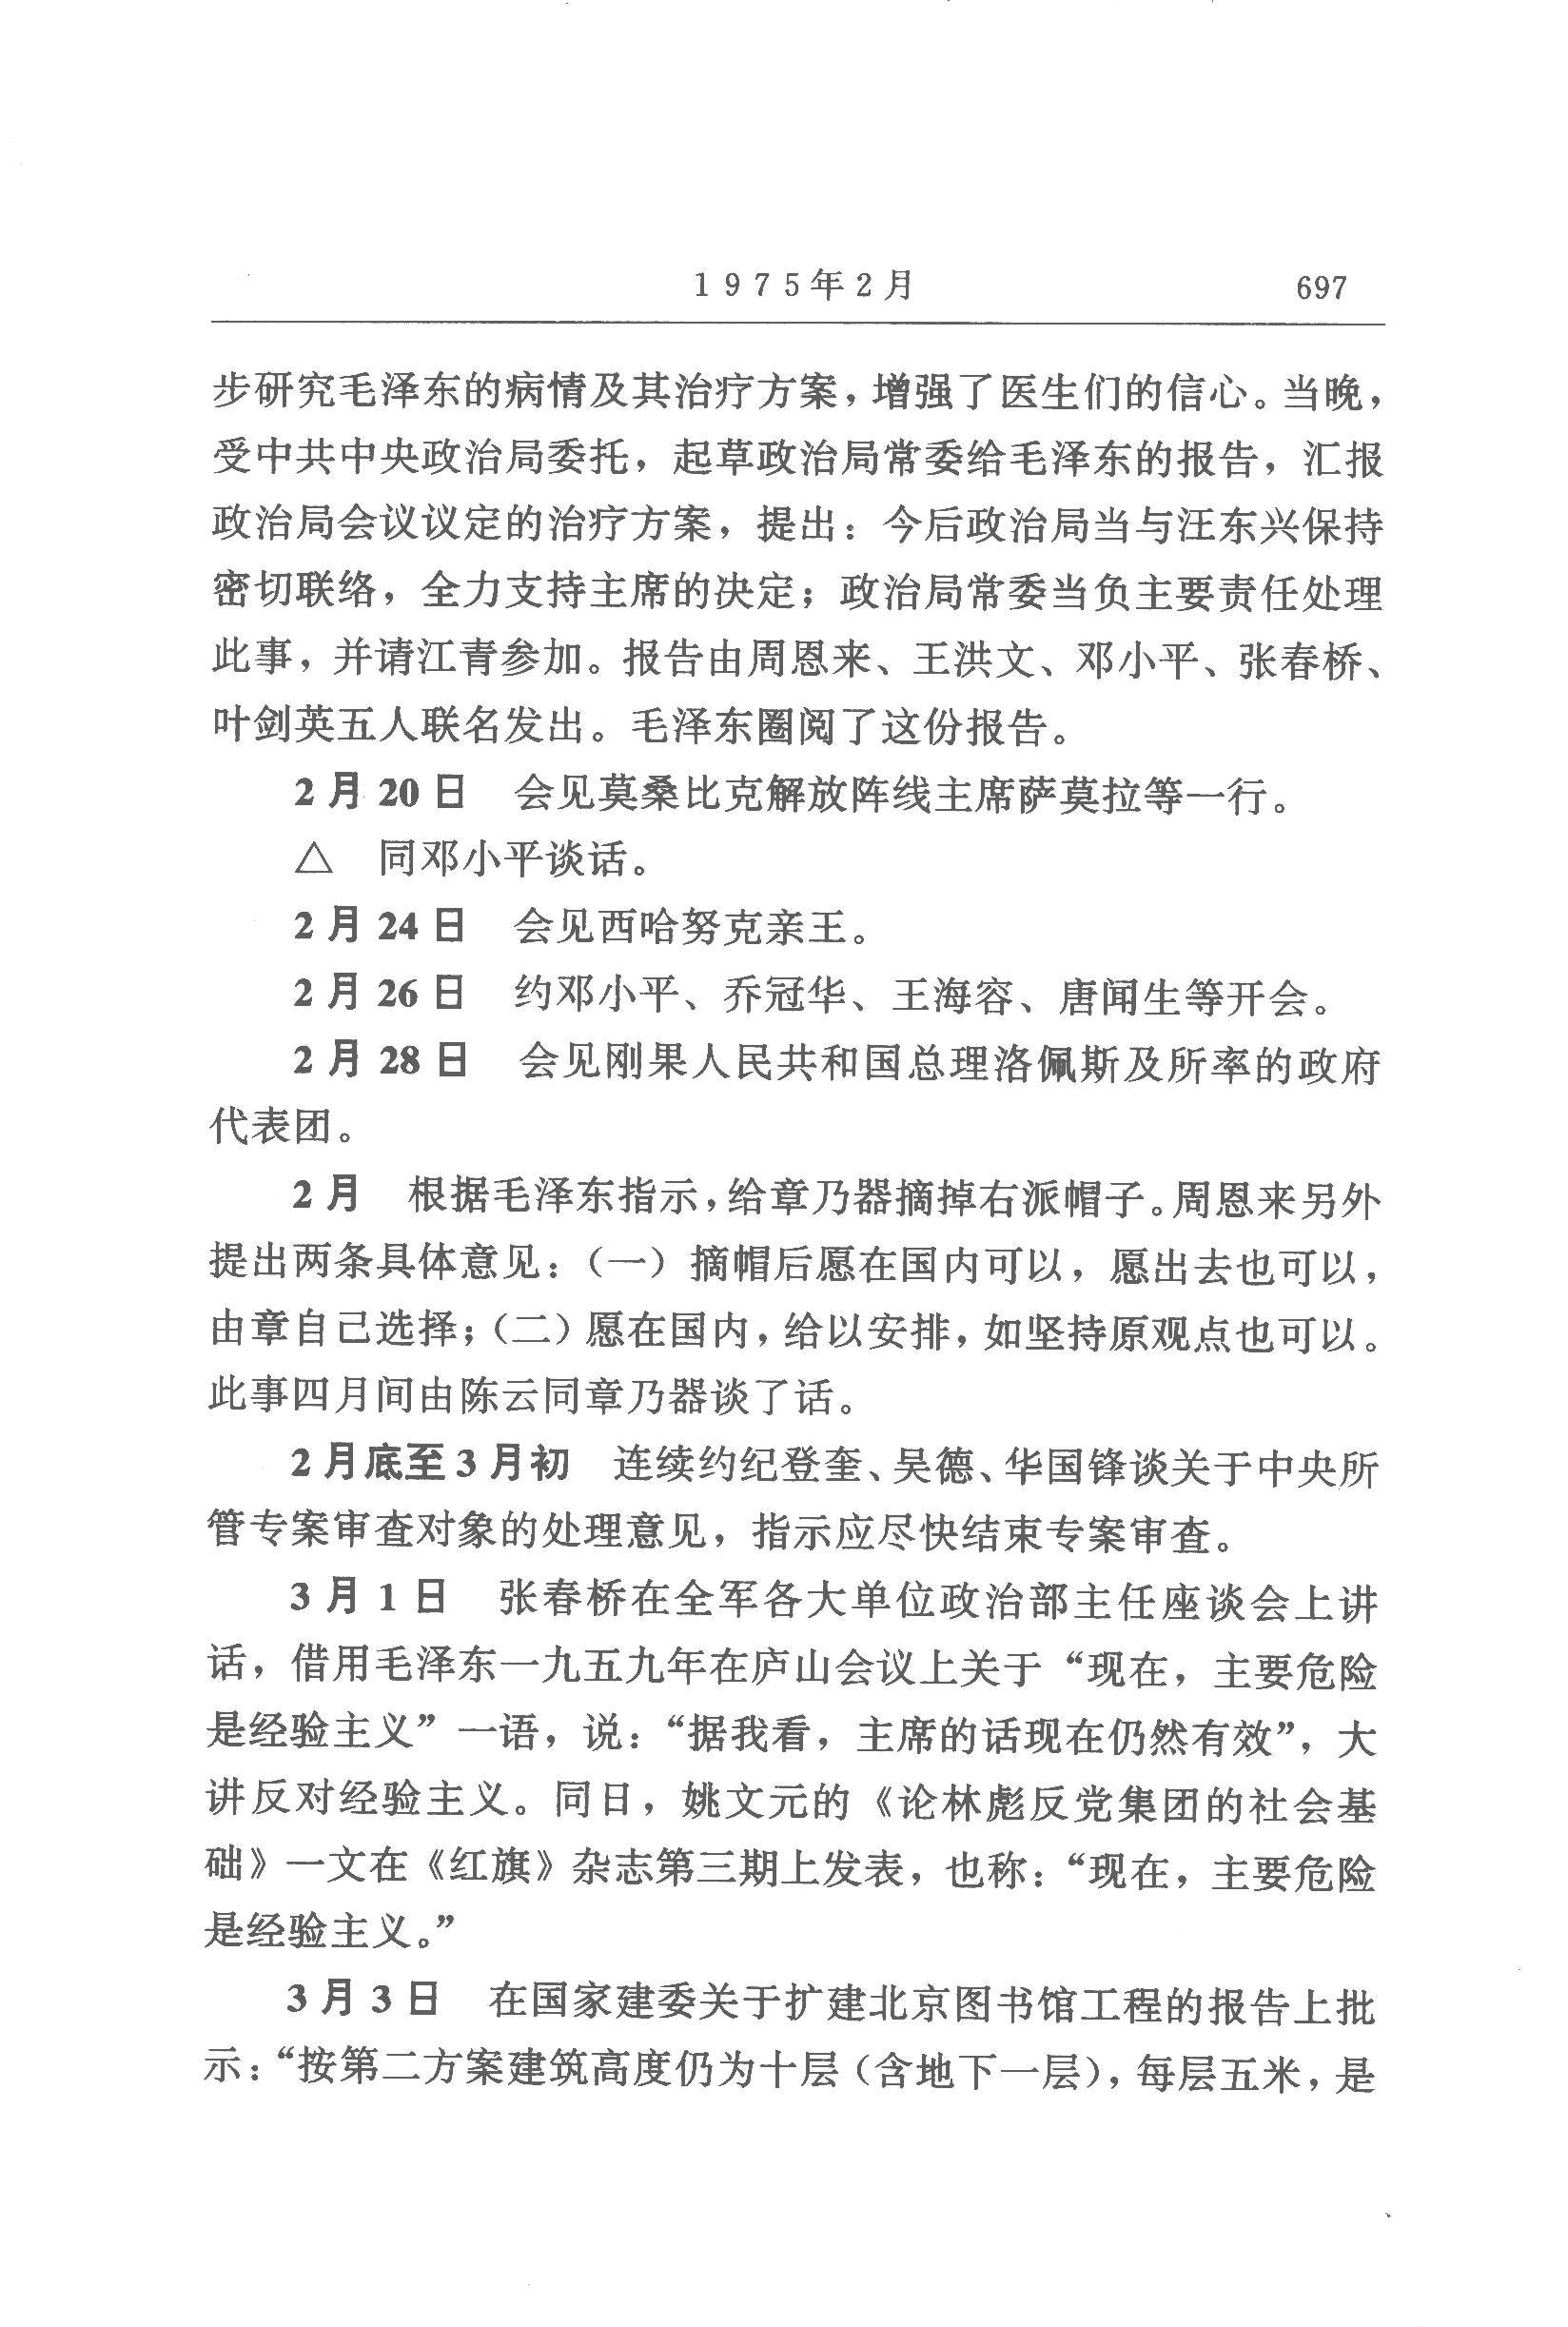 1975年2月 697
步研究毛泽东的病情及其治疗方案，增强了医生们的信心。当晚，
受中共中央政治局委托，起草政治局常委给毛泽东的报告，汇报
政治局会议议定的治疗方案，提出：今后政治局当与汪东兴保持
密切联络，全力支持主席的决定；政治局常委当负主要责任处理
此事，并请江青参加。报告由周恩来、王洪文、邓小平、张春桥、
叶剑英五人联名发出。毛泽东圈阅了这份报告。
2月20日 会见莫桑比克解放阵线主席萨莫拉等一行。
△ 同邓小平谈话。
2月24日 会见西哈努克亲王。
2月26日 约邓小平、乔冠华、王海容、唐闻生等开会。
2月28日 会见刚果人民共和国总理洛佩斯及所率的政府
代表团。
2月 根据毛泽东指示，给章乃器摘掉右派帽子。周恩来另外
提出两条具体意见：（一）摘帽后愿在国内可以，愿出去也可以，
由章自己选择；（二）愿在国内，给以安排，如坚持原观点也可以。
此事四月间由陈云同章乃器谈了话。
2月底至3月初 连续约纪登奎、吴德、华国锋谈关于中央所
管专案审查对象的处理意见，指示应尽快结束专案审查。
3月1日 张春桥在全军各大单位政治部主任座谈会上讲
话，借用毛泽东一九五九年在庐山会议上关于“现在，主要危险
是经验主义”一语，说：“据我看，主席的话现在仍然有效”，大
讲反对经验主义。同日，姚文元的《论林彪反党集团的社会基
础》一文在《红旗》杂志第三期上发表，也称：“现在，主要危险
是经验主义。”
3月3日 在国家建委关于扩建北京图书馆工程的报告上批
示：“按第二方案建筑高度仍为十层（含地下一层），每层五米，是